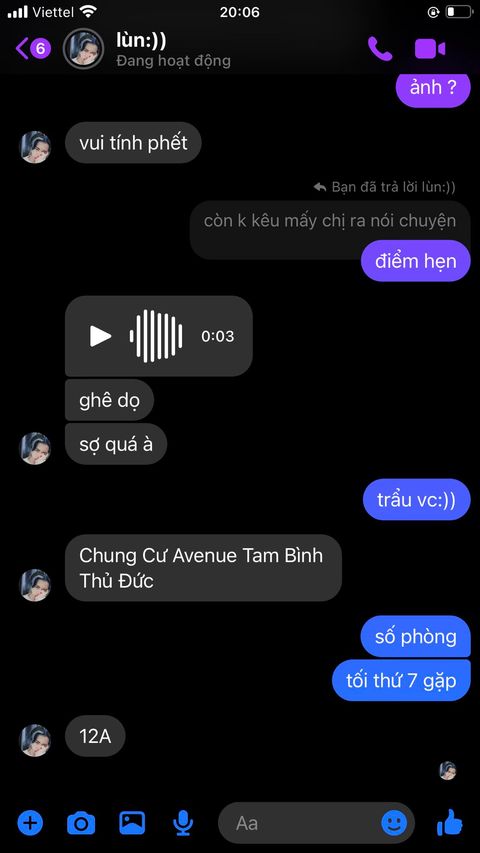 Viettel
20:06
6
lùn:))
Đang hoạt động
ảnh ?
vui tính phết
Bạn đã trả lời lùn:))
còn k kêu mấy chị ra nói chuyện
điểm hẹn
0:03
ghê dọ
sợ quá à
trẩu vc:))
Chung Cư Avenue Tam Bình
Thủ Đức
số phòng
tối thứ 7 gặp
12A
Aa